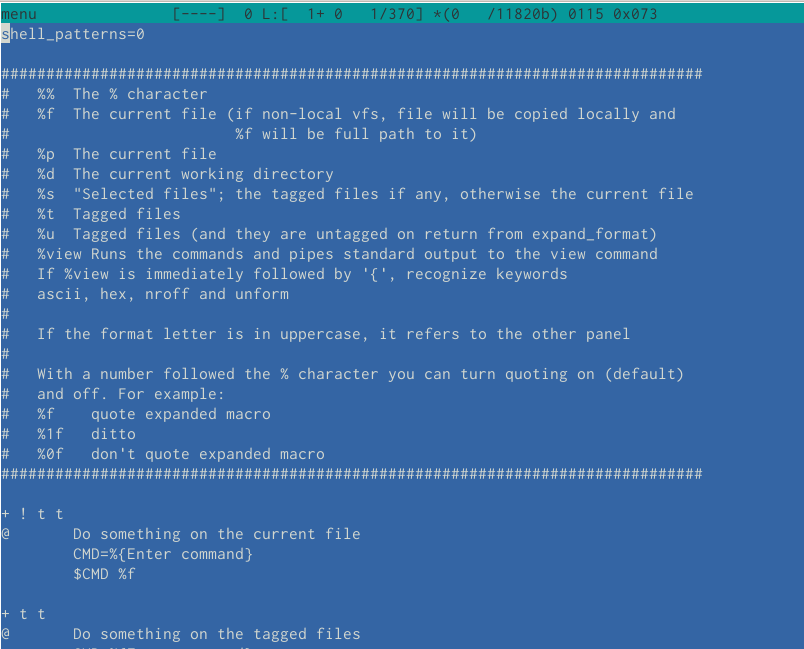 menu               [----]  0 L:[  1+ 0   1/370] *(0   /11820b) 0115 0x073
shell_patterns=0
##############################################################################
#   %%  The % character
#   %f  The current file (if non-local vfs, file will be copied locally and
#                         %f will be full path to it)
#   %p  The current file
#   %d  The current working directory
#   %s  "Selected files"; the tagged files if any, otherwise the current file
#   %t  Tagged files
#   %u  Tagged files (and they are untagged on return from expand_format)
#   %view Runs the commands and pipes standard output to the view command
#   If %view is immediately followed by '{', recognize keywords
#   ascii, hex, nroff and unform
#
#   If the format letter is in uppercase, it refers to the other panel
#
#   With a number followed the % character you can turn quoting on (default)
#   and off. For example:
#   %f    quote expanded macro
#   %1f   ditto
#   %0f   don't quote expanded macro
##############################################################################
+ ! t t
@       Do something on the current file
        CMD=%{Enter command}
        $CMD %f
+ t t
@       Do something on the tagged files